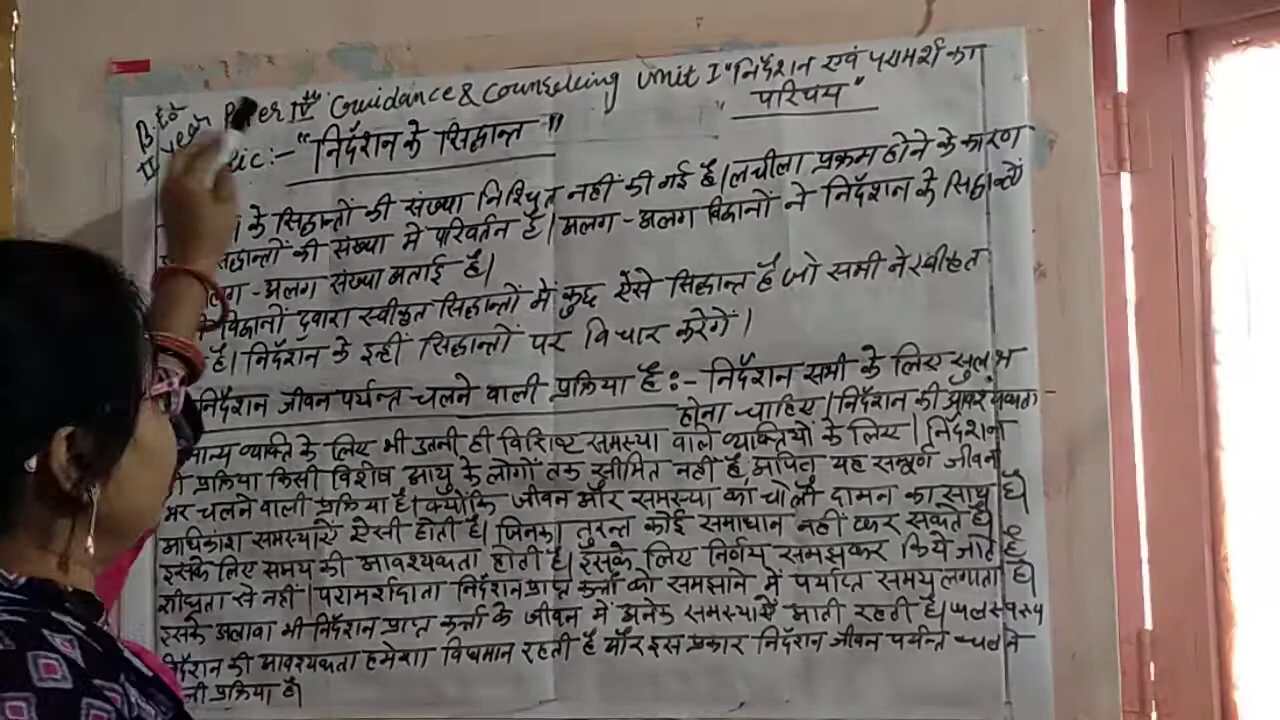 B.Ed Paper IVth Guidance & Counselling Unit I "निर्देशन एवं परामर्श का
II year "परिचय"
:- "निर्देशन के सिद्धान्त"
के सिद्धान्तों की संख्या निश्चित नहीं की गई है। लचीला प्रक्रम होने के कारण
सिद्धान्तों की संख्या में परिवर्तन है। अलग-अलग विद्वानों ने निर्देशन के सिद्धान्तों
अलग-अलग संख्या बताई है।
विद्वानों द्वारा स्वीकृत सिद्धान्तों में कुछ ऐसे सिद्धान्त है जो सभी ने स्वीकृत
है। निर्देशन के इन्हीं सिद्धान्तों पर विचार करेगें।
निर्देशन जीवन पर्यन्त चलने वाली प्रक्रिया है :- निर्देशन सभी के लिए सुलभ
होना चाहिए। निर्देशन की आवश्यकता
व्यक्ति के लिए भी उतनी ही विशिष्ट समस्या वाले व्यक्तियों के लिए। निर्देशन
प्रक्रिया किसी विशेष आयु के लोगों तक सीमित नहीं है, अपितु यह सम्पूर्ण जीवन
भर चलने वाली प्रक्रिया है। क्योकि जीवन और समस्या का चोली दामन का साथ है
अधिकांश समस्याऐं ऐसी होती है। जिनका तुरन्त कोई समाधान नहीं कर सकते है
इसके लिए समय की आवश्यकता होती है। इसके लिए निर्णय समझकर किये जाते है
शीघ्रता से नहीं। परामर्शदाता निर्देशन प्राप्त कर्त्ता को समझाने में पर्याप्त समय लगाता है।
इसके अलावा भी निर्देशन प्राप्त कर्त्ता के जीवन में अनेक समस्याऐं आती रहती है। फलस्वरूप
निर्देशन की आवश्यकता हमेशा विद्यमान रहती है और इस प्रकार निर्देशन जीवन पर्यन्त चलने
प्रक्रिया है।